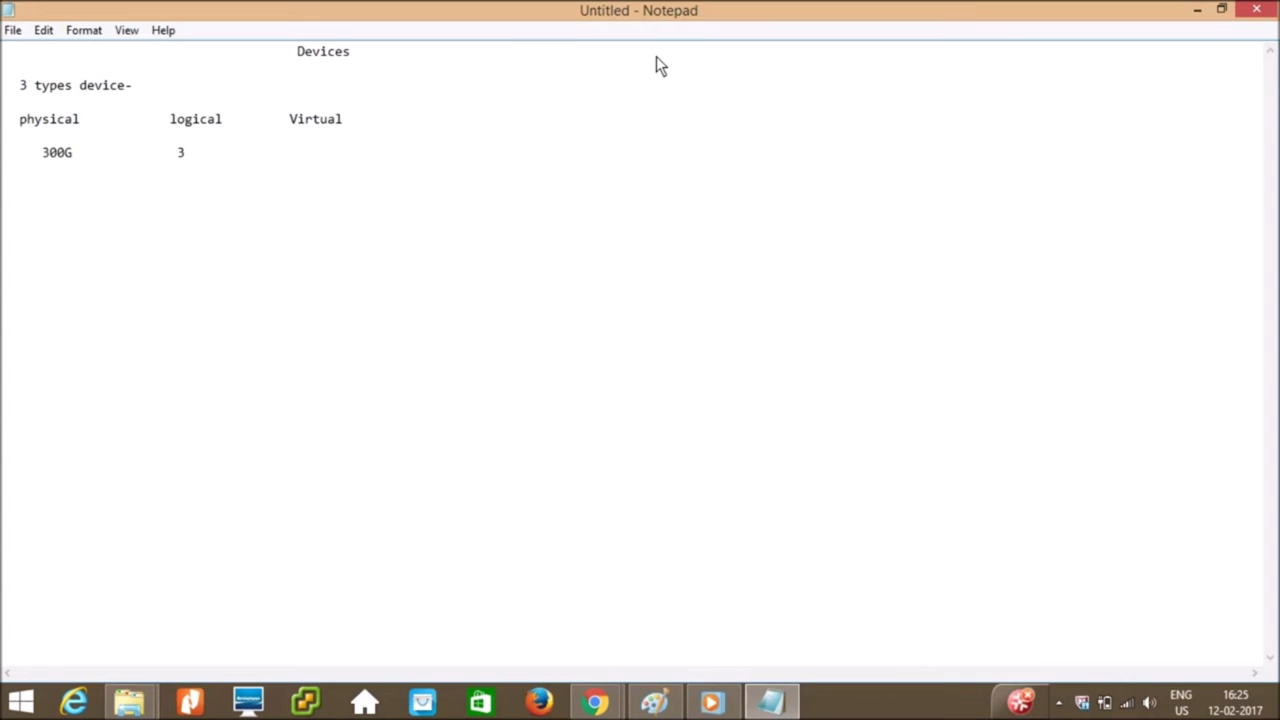 Untitled - Notepad
File Edit Format View Help
Devices
3 types device-
physical logical Virtual
300G 3
ENG 16:25
US 12-02-2017